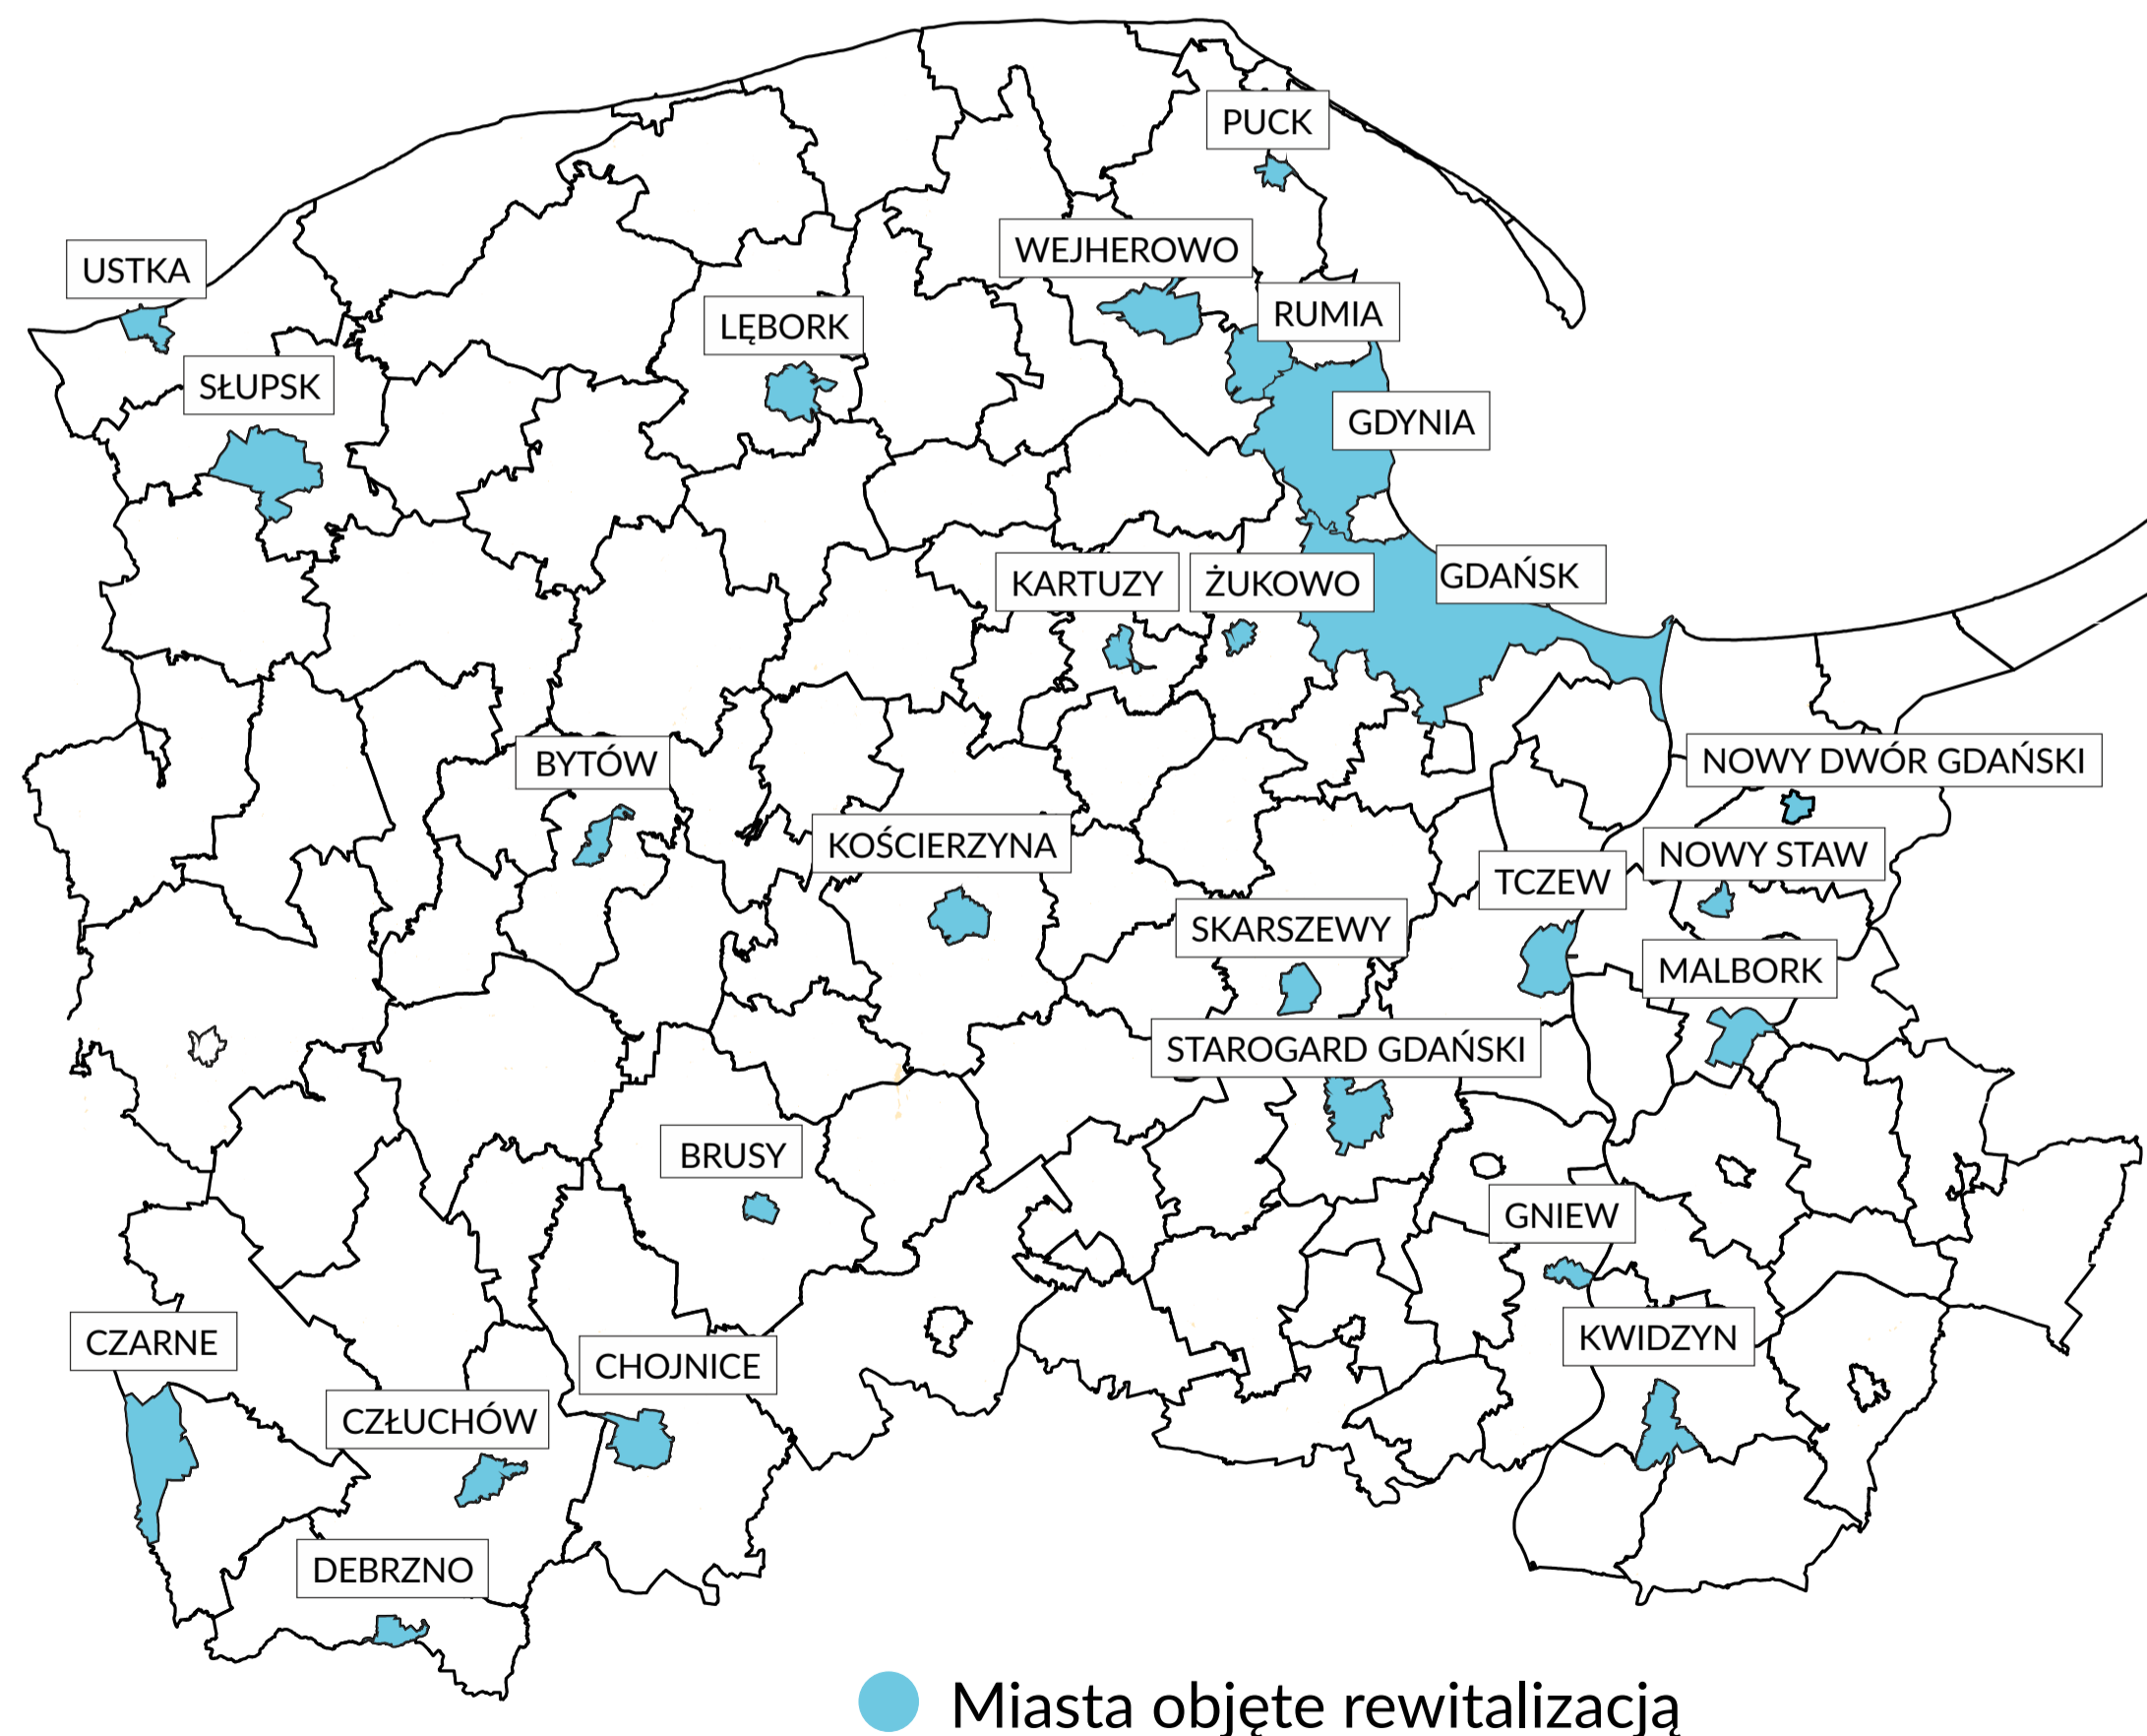 PUCK
WEJHEROWO
USTKA
RUMIA
LĘBORK
SŁUPSK
GDYNIA
GDAŃSK
KARTUZY
ŻUKOWO
BYTÓW
NOWY DWÓR GDAŃSKI
KOŚCIERZYNA
NOWY STAW
TCZEW
SKARSZEWY
MALBORK
STAROGARD GDAŃSKI
BRUSY
GNIEW
KWIDZYN
CZARNE
CHOJNICE
CZŁUCHÓW
DEBRZNO
Miasta objęte rewitalizacją